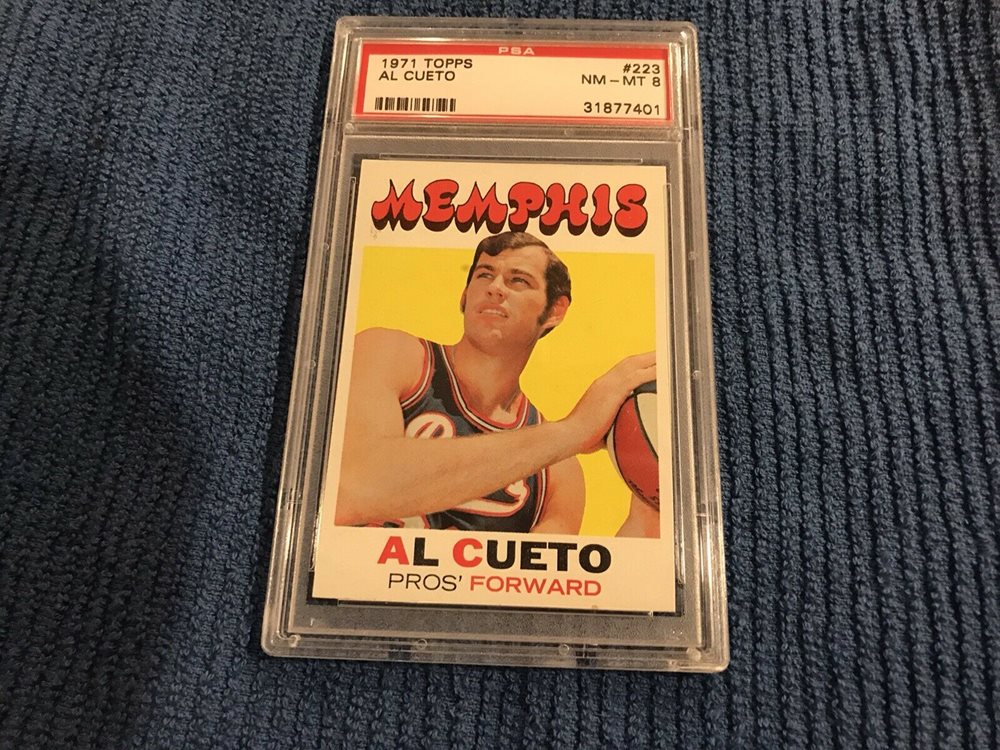 PSA
1971 TOPPS #223
AL CUETO NM - MT 8
31877401
MEMPHIS
AL CUETO
PROS' FORWARD